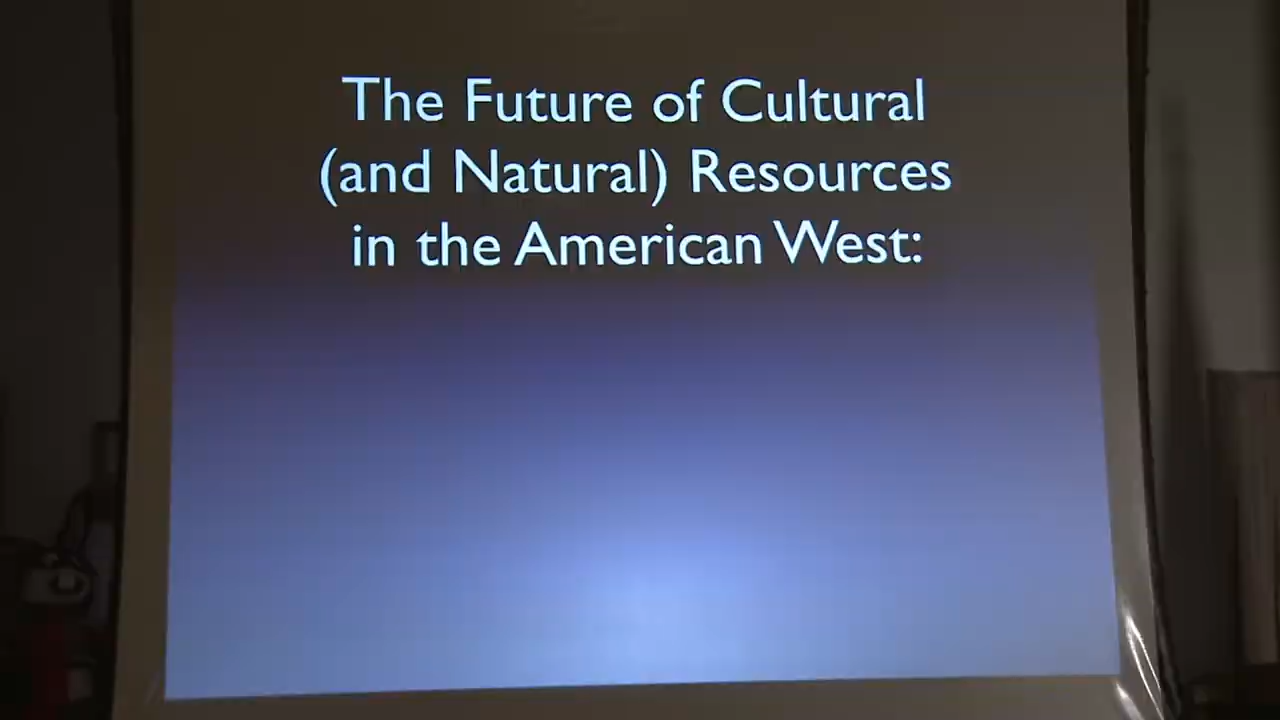 The Future of Cultural
(and Natural) Resources
in the American West: